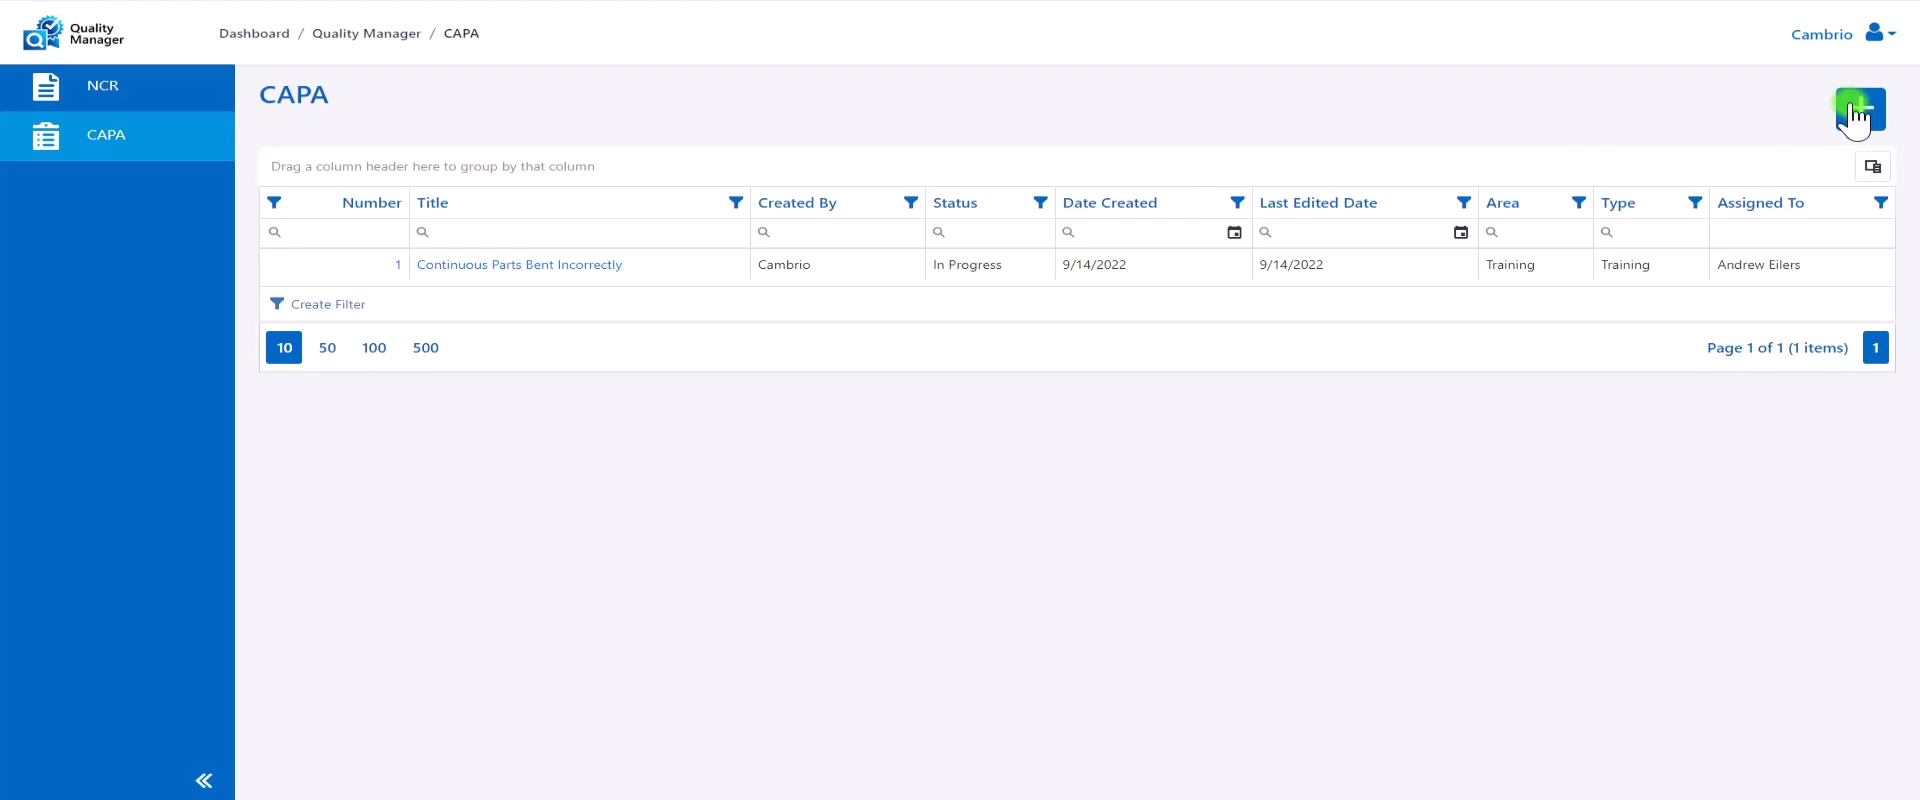 Quality Manager
Dashboard / Quality Manager / CAPA
Cambrio
NCR
CAPA
CAPA
Drag a column header here to group by that column
Number Title Created By Status Date Created Last Edited Date Area Type Assigned To
1 Continuous Parts Bent Incorrectly Cambrio In Progress 9/14/2022 9/14/2022 Training Training Andrew Eilers
Create Filter
10 50 100 500 Page 1 of 1 (1 items) 1